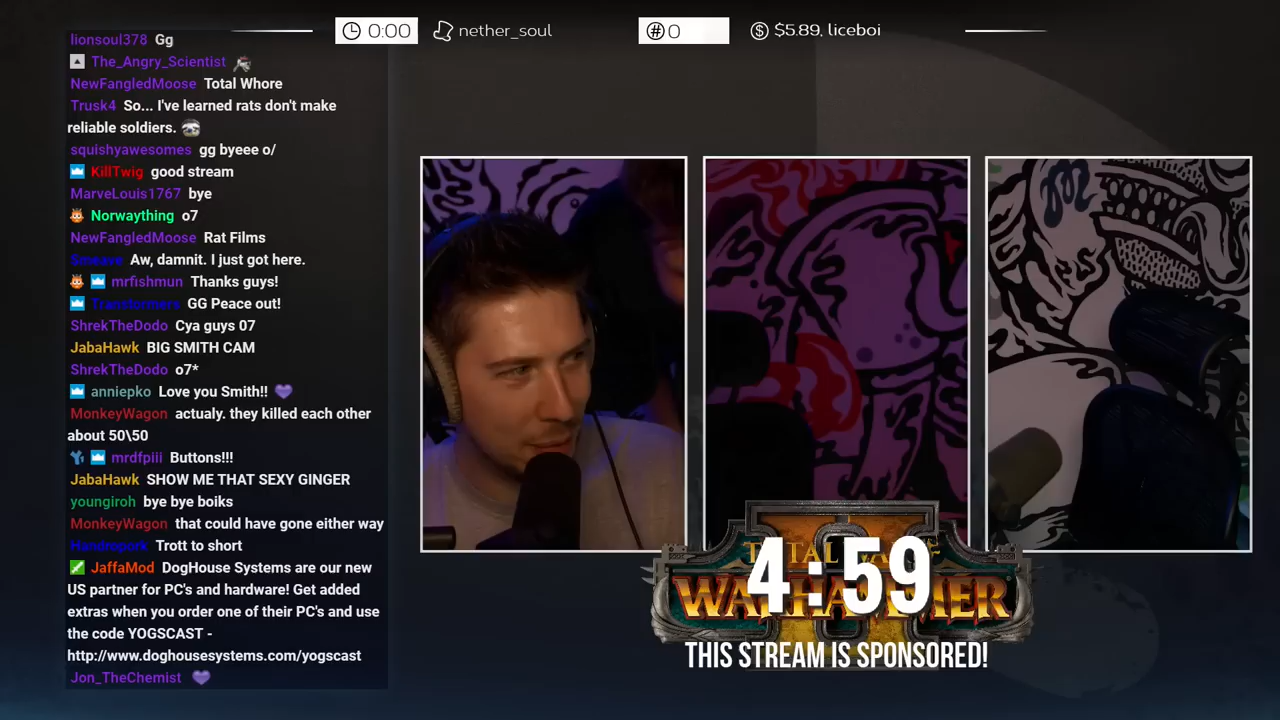 0:00
nether_soul
#0
$5.89, liceboi
lionsoul378 Gg
The_Angry_Scientist
NewFangledMoose Total Whore
Trusk4 So... I've learned rats don't make
reliable soldiers.
squishyawesomes gg byeee o/
KillTwig good stream
MarveLouis1767 bye
Norwaything o7
NewFangledMoose Rat Films
Smeave Aw, damnit. I just got here.
mrfishmun Thanks guys!
Transtormers GG Peace out!
ShrekTheDodo Cya guys 07
JabaHawk BIG SMITH CAM
ShrekTheDodo o7*
anniepko Love you Smith!!
MonkeyWagon actualy. they killed each other
about 50\50
mrdfpiii Buttons!!!
JabaHawk SHOW ME THAT SEXY GINGER
youngiroh bye bye boiks
MonkeyWagon that could have gone either way
Handropork Trott to short
JaffaMod DogHouse Systems are our new
US partner for PC's and hardware! Get added
extras when you order one of their PC's and use
the code YOGSCAST -
http://www.doghousesystems.com/yogscast
Jon_TheChemist
4:59
WARHAMMER
THIS STREAM IS SPONSORED!